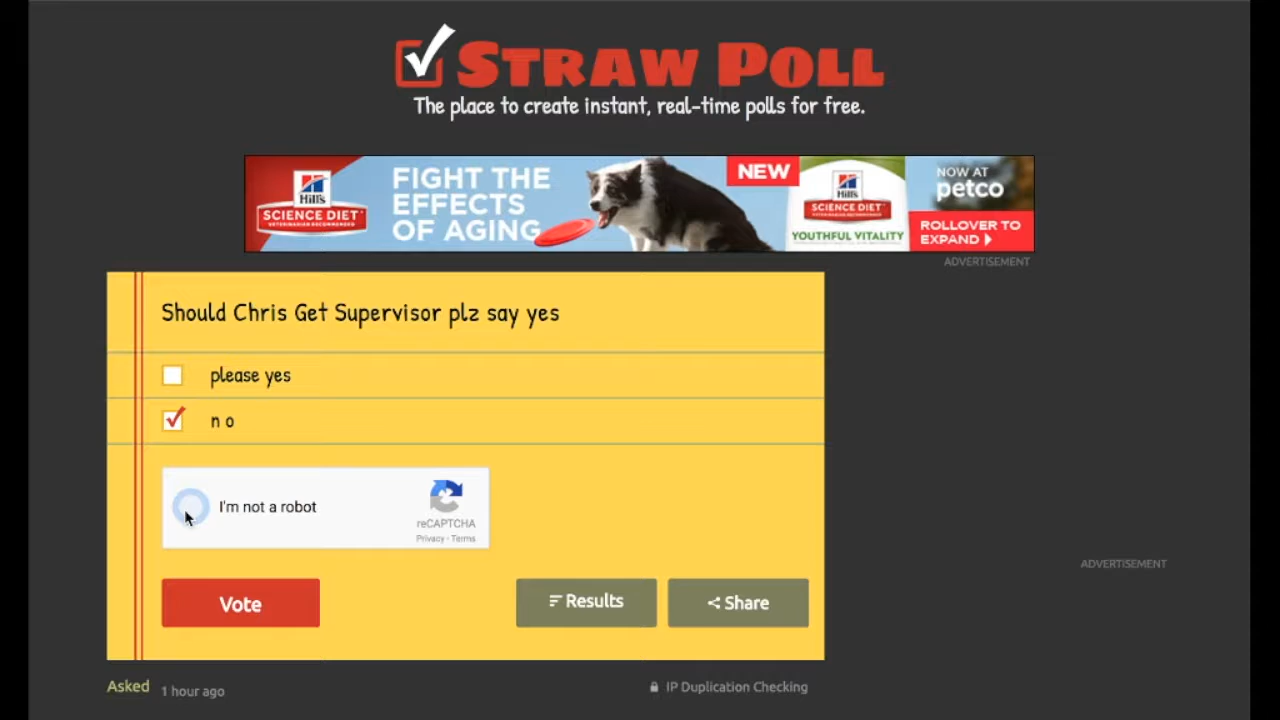 STRAW POLL
The place to create instant, real-time polls for free.
Hill's
SCIENCE DIET
VETERINARIAN RECOMMENDED
FIGHT THE
EFFECTS
OF AGING
NEW
Hill's
SCIENCE DIET
YOUTHFUL VITALITY
NOW AT
petco
ROLLOVER TO
EXPAND
ADVERTISEMENT
Should Chris Get Supervisor plz say yes
please yes
n o
I'm not a robot
reCAPTCHA
Privacy - Terms
ADVERTISEMENT
Vote
Results
Share
Asked 1 hour ago
IP Duplication Checking